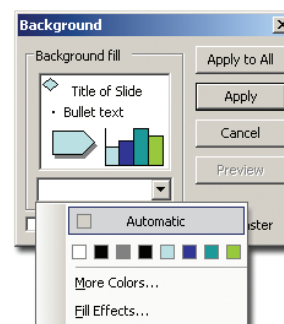 Background
Background fill
Apply to All
Title of Slide
Bullet text
Apply
Cancel
Preview
Automatic
More Colors...
Fill Effects...